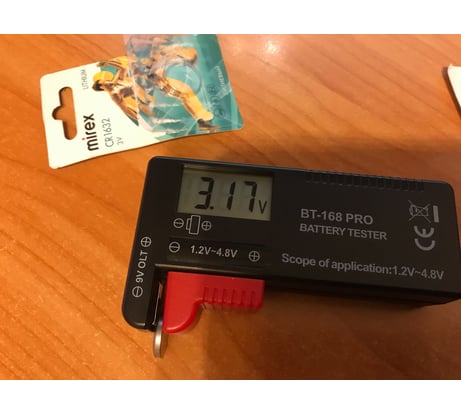 LITHIUM
mirex
CR1632
3V
3.17V
BT-168 PRO
BATTERY TESTER
⊖ ⊕
⊖ 1.2V~4.8V ⊕
Scope of application:1.2V~4.8V
CE
⊖ 9V OLT ⊕